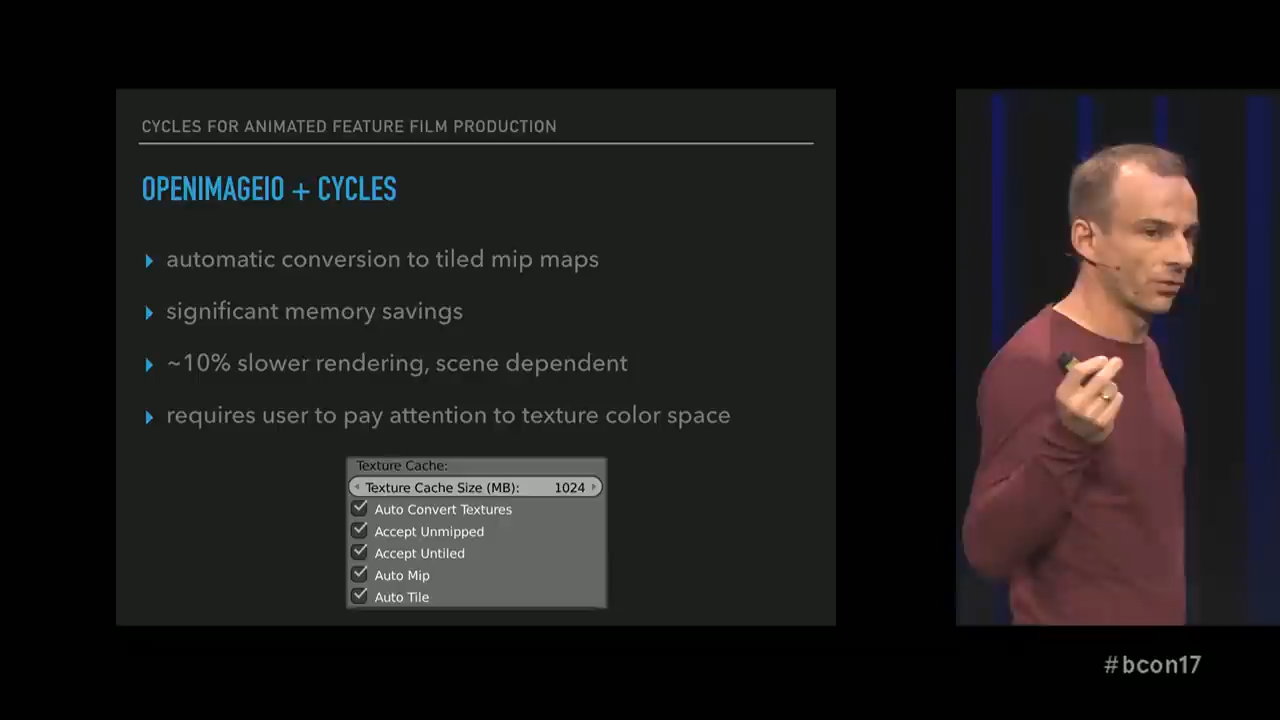 CYCLES FOR ANIMATED FEATURE FILM PRODUCTION
OPENIMAGEIO + CYCLES
automatic conversion to tiled mip maps
significant memory savings
~10% slower rendering, scene dependent
requires user to pay attention to texture color space
Texture Cache:
Texture Cache Size (MB): 1024
Auto Convert Textures
Accept Unmipped
Accept Untiled
Auto Mip
Auto Tile
#bcon17